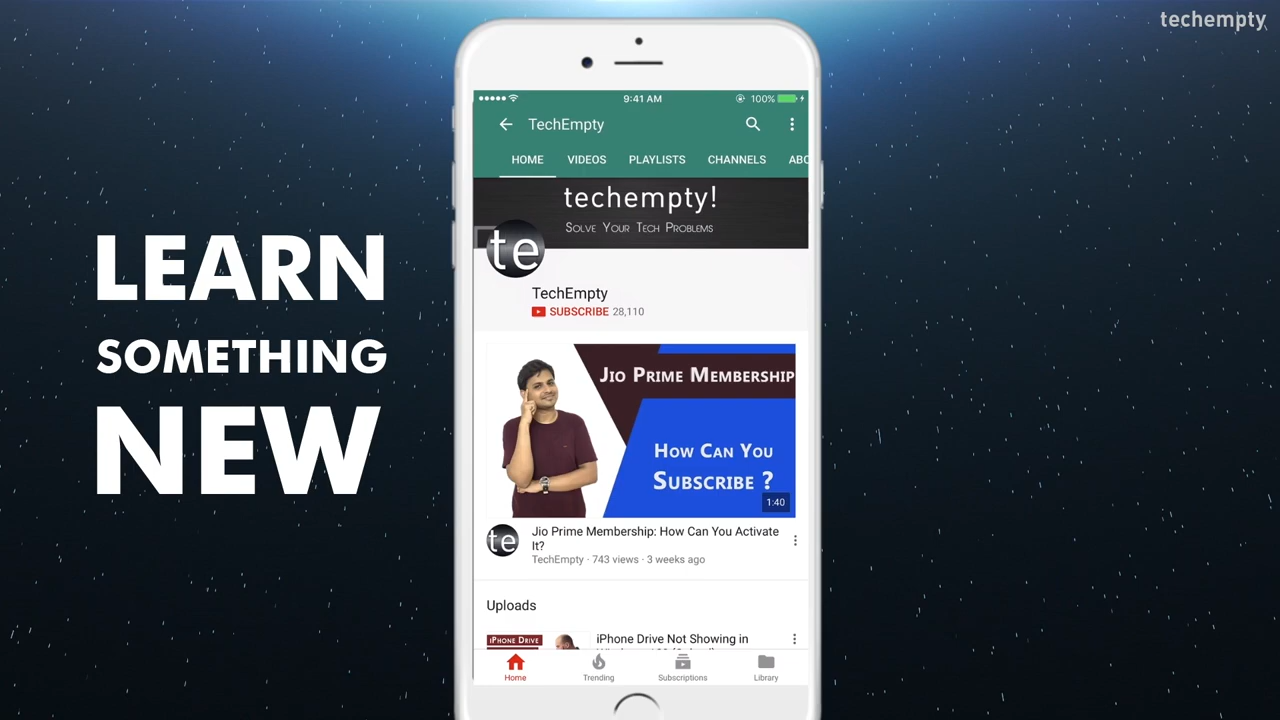 techempty
LEARN
SOMETHING
NEW
9:41 AM
100%
TechEmpty
HOME VIDEOS PLAYLISTS CHANNELS ABO
techempty!
Solve Your Tech Problems
te
TechEmpty
SUBSCRIBE 28,110
Jio Prime Membership
How Can You
Subscribe ?
1:40
te
Jio Prime Membership: How Can You Activate
It?
TechEmpty · 743 views · 3 weeks ago
Uploads
iPhone Drive
iPhone Drive Not Showing in
Home Trending Subscriptions Library